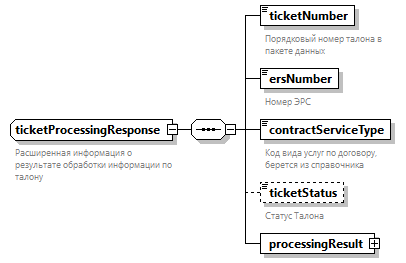 ticketNumber
Порядковый номер талона в
пакете данных
ersNumber
Номер ЭРС
ticketProcessingResponse
Расширенная информация о
результате обработки информации по
талону
contractServiceType
Код вида услуг по договору,
берется из справочника
ticketStatus
Статус Талона
processingResult